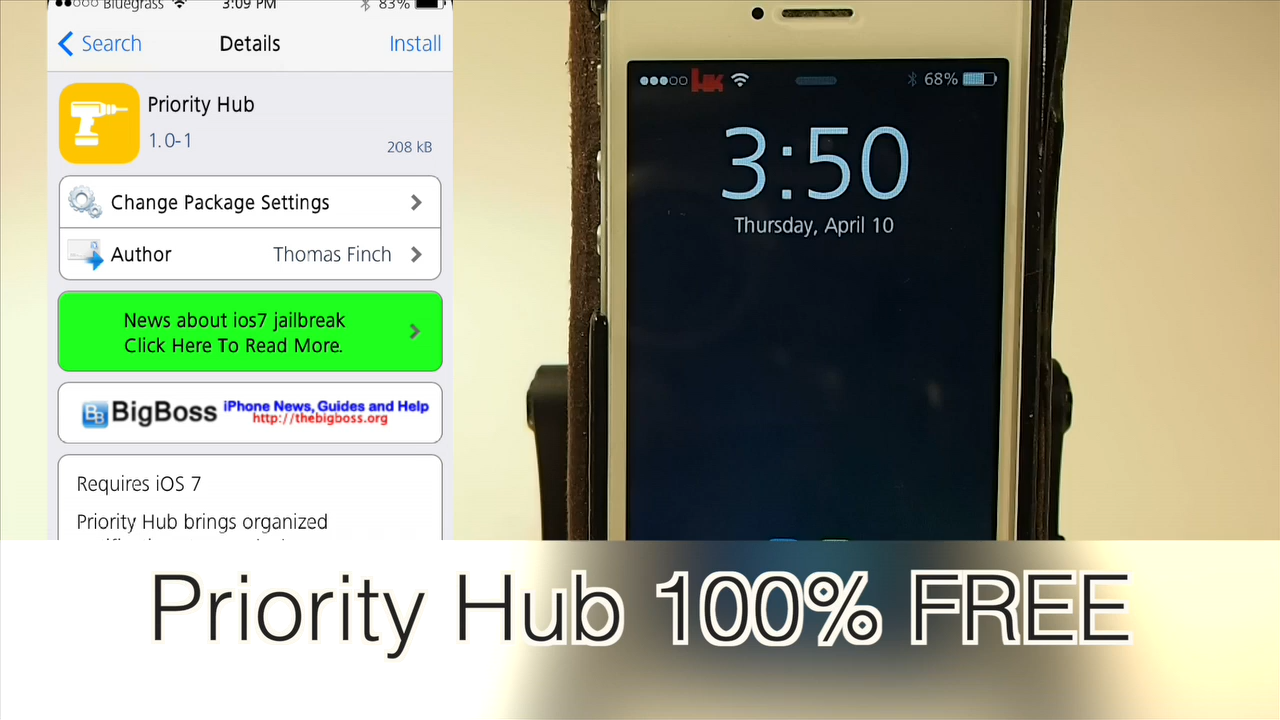 Bluegrass 3:09 PM 83%
Search Details Install
Priority Hub
1.0-1
208 kB
Change Package Settings
Author Thomas Finch
News about ios7 jailbreak
Click Here To Read More.
BB BigBoss iPhone News, Guides and Help
http://thebigboss.org
Requires iOS 7
Priority Hub brings organized
HK 68%
3:50
Thursday, April 10
Priority Hub 100% FREE